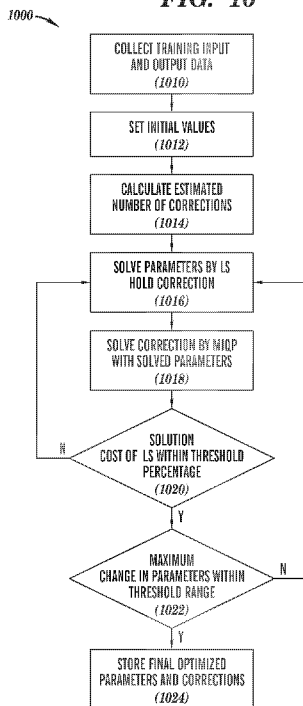 FIG. 10
1000
COLLECT TRAINING INPUT
AND OUTPUT DATA
(1010)
SET INITIAL VALUES
(1012)
CALCULATE ESTIMATED
NUMBER OF CORRECTIONS
(1014)
SOLVE PARAMETERS BY LS
HOLD CORRECTION
(1016)
SOLVE CORRECTION BY MIQP
WITH SOLVED PARAMETERS
(1018)
N
SOLUTION
COST OF LS WITHIN THRESHOLD
PERCENTAGE
(1020)
Y
MAXIMUM
CHANGE IN PARAMETERS WITHIN
THRESHOLD RANGE
(1022)
N
Y
STORE FINAL OPTIMIZED
PARAMETERS AND CORRECTIONS
(1024)